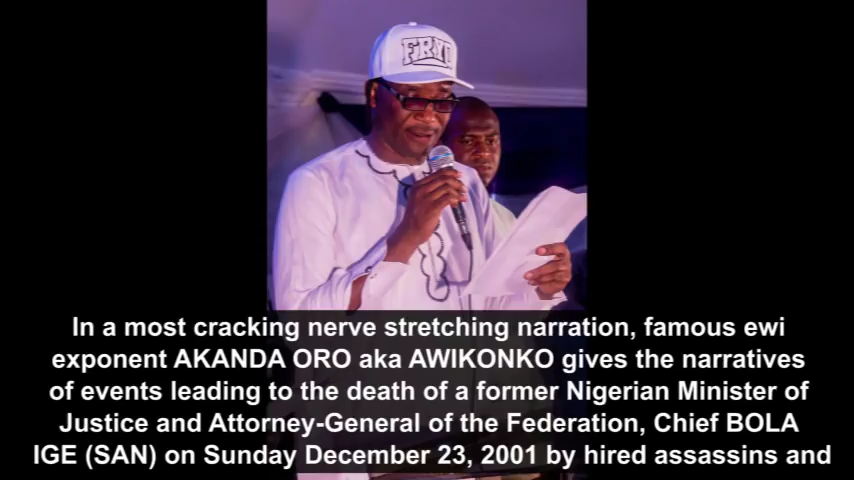 FRYD
In a most cracking nerve stretching narration, famous ewi
exponent AKANDA ORO aka AWIKONKO gives the narratives
of events leading to the death of a former Nigerian Minister of
Justice and Attorney-General of the Federation, Chief BOLA
IGE (SAN) on Sunday December 23, 2001 by hired assassins and